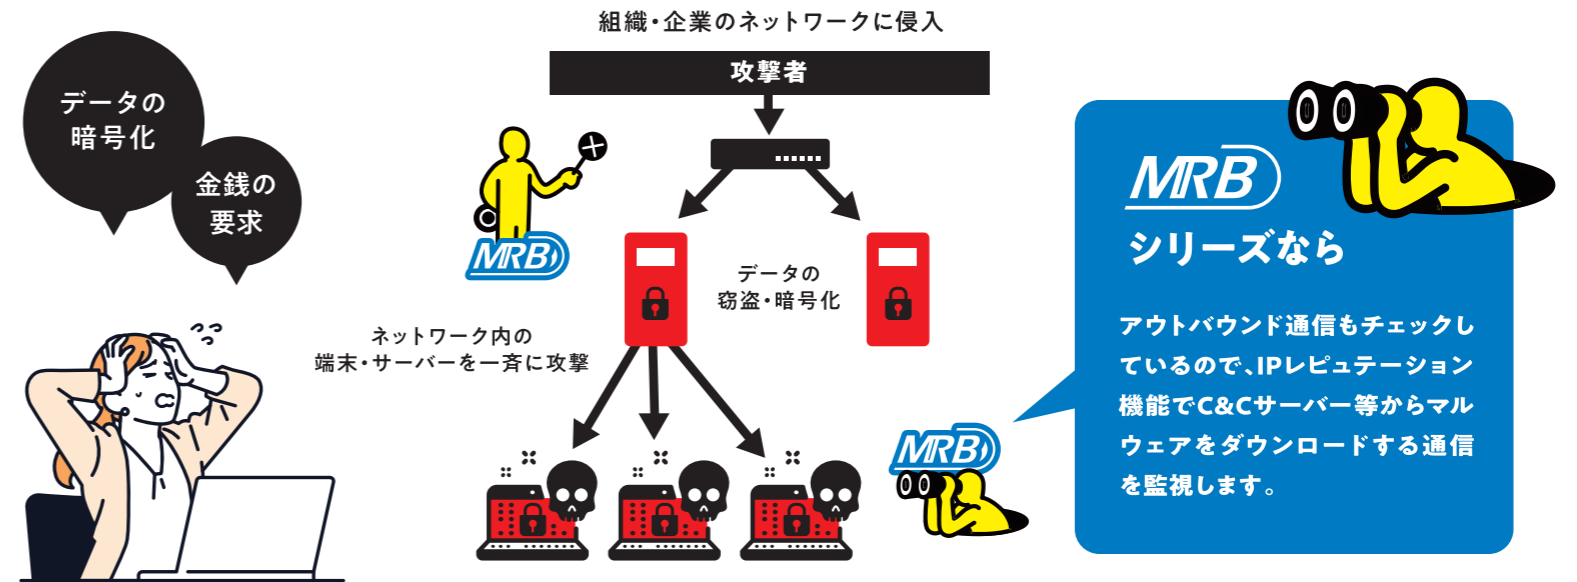 組織・企業のネットワークに侵入
攻撃者
データの
暗号化
金銭の
要求
MRB
データの
窃盗・暗号化
ネットワーク内の
端末・サーバーを一斉に攻撃
MRB
MRB
シリーズなら
アウトバウンド通信もチェックし
ているので、IPレピュテーション
機能でC&Cサーバー等からマル
ウェアをダウンロードする通信
を監視します。